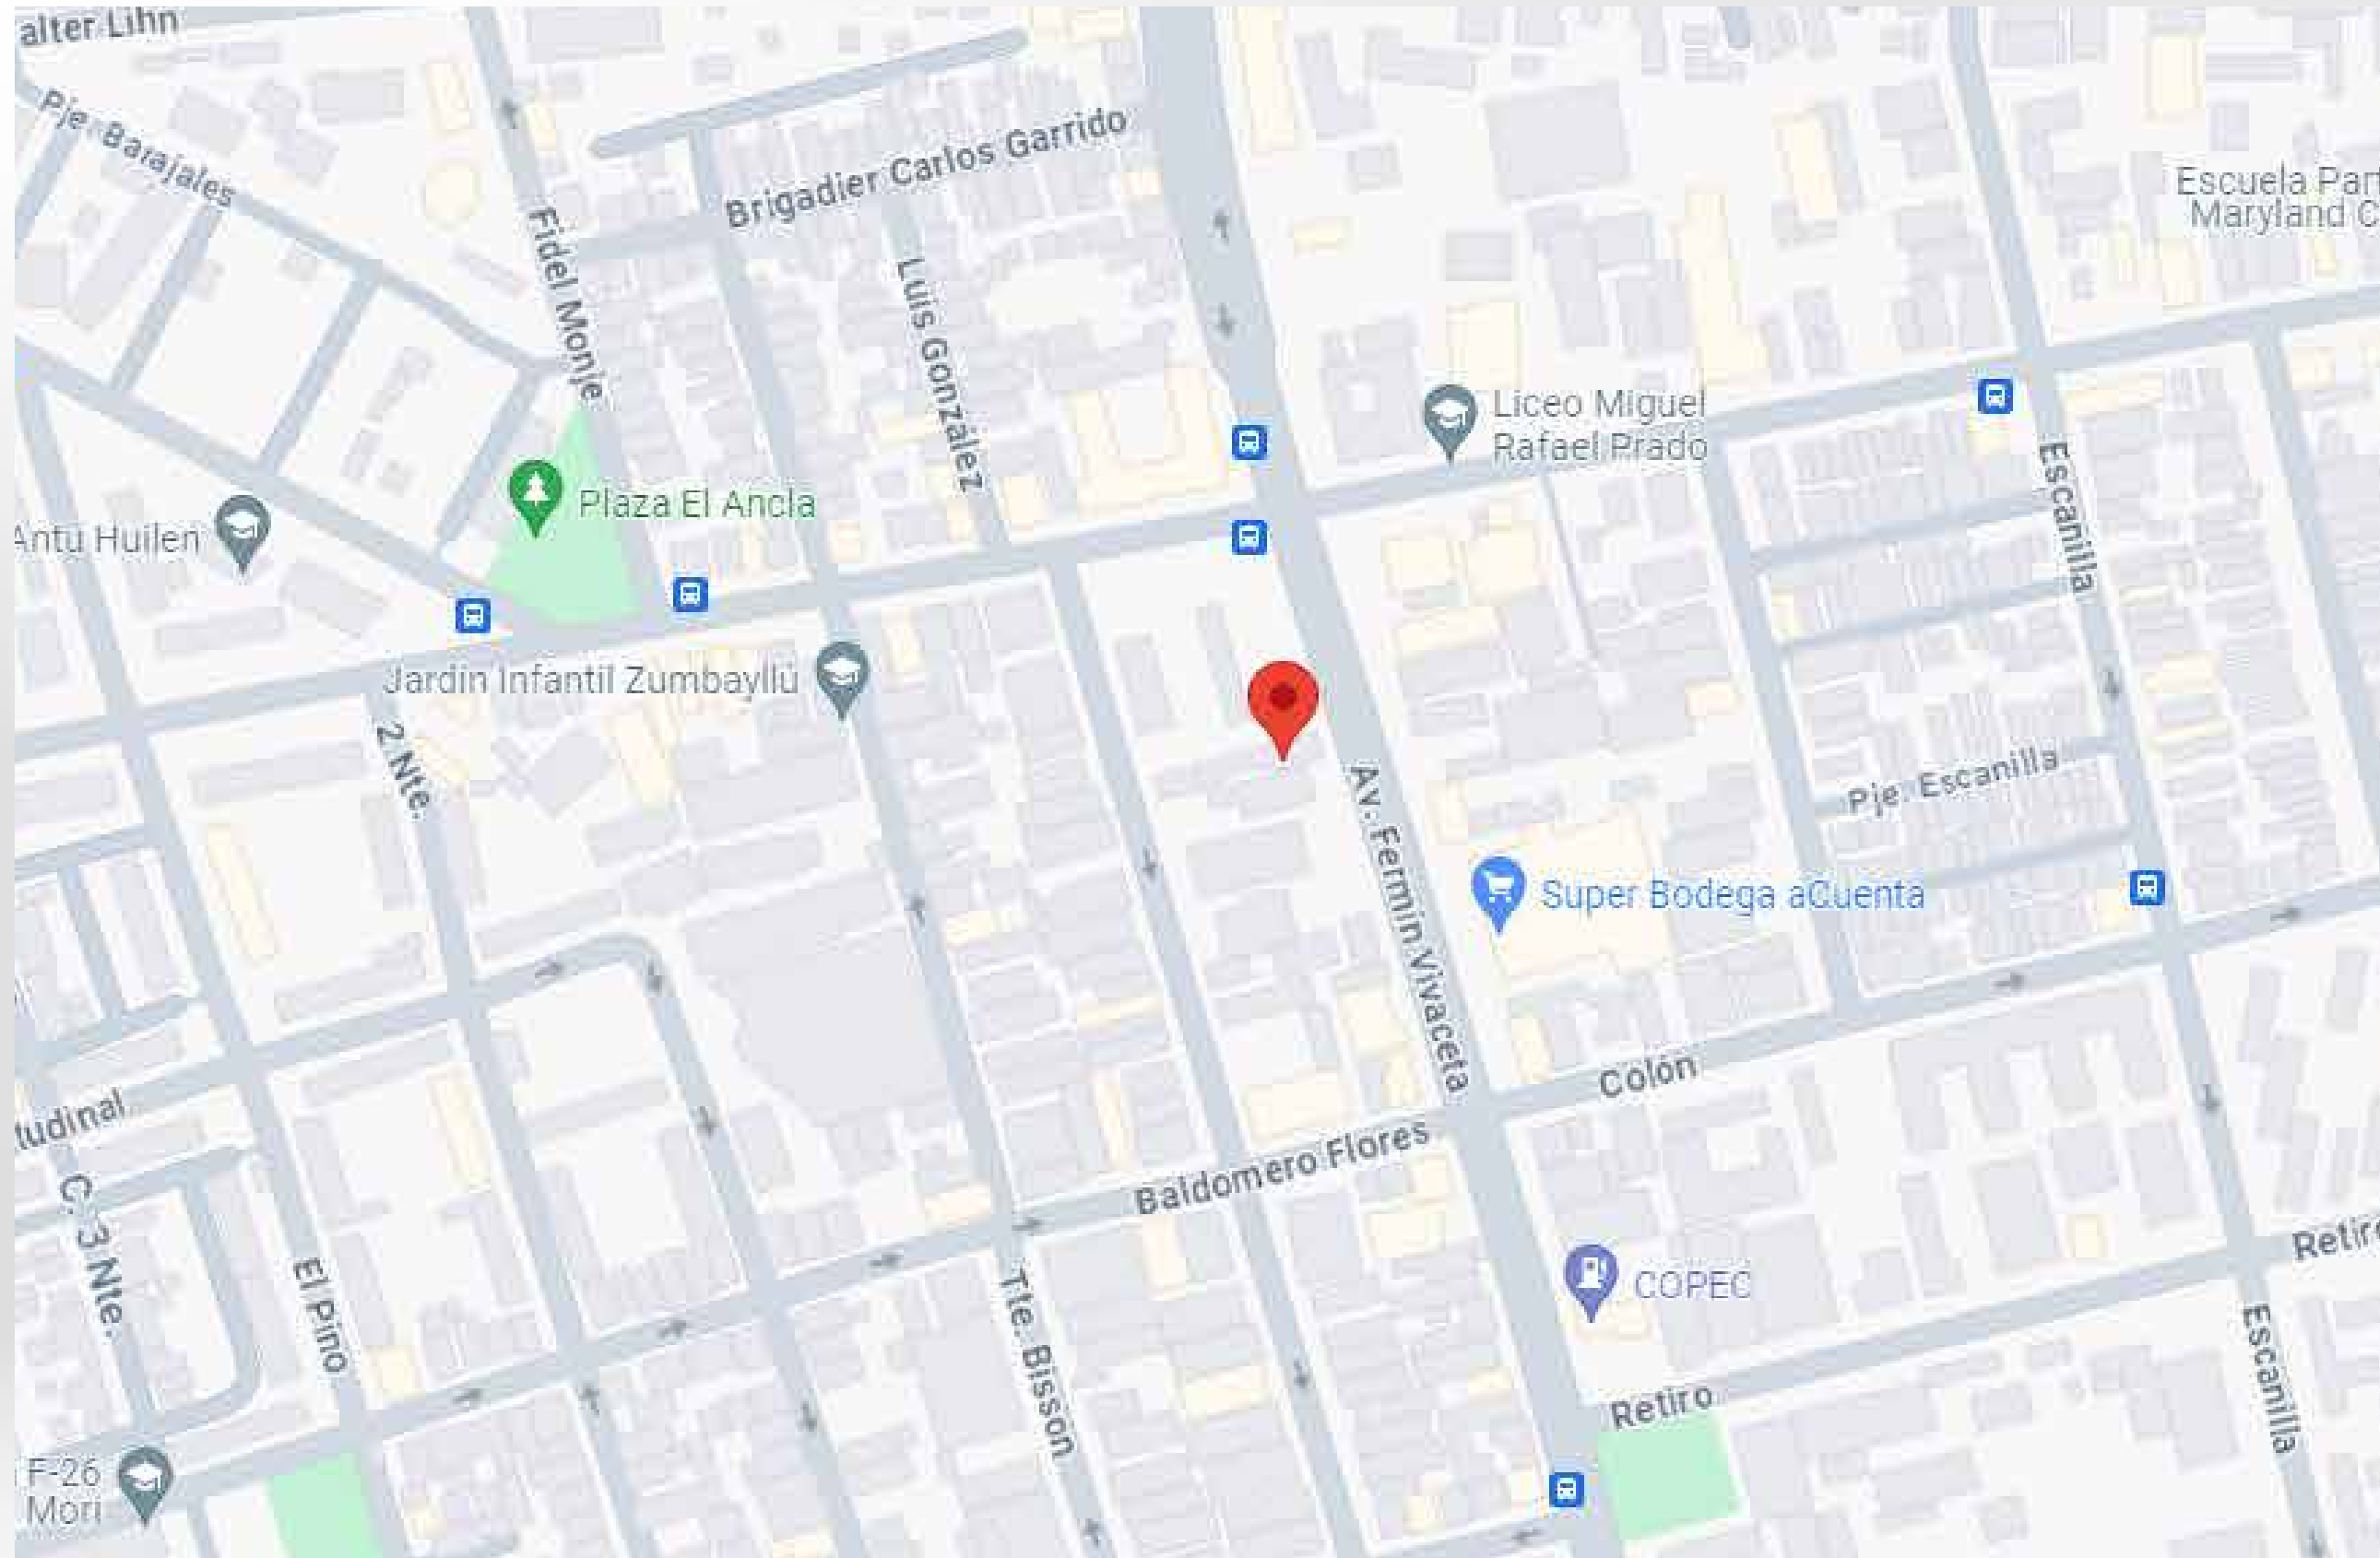 alter Lihn
Pje. Barajales
Fidel Monje
Brigadier Carlos Garrido
Luis González
Escuela Part
Maryland C
Liceo Miguel
Rafael Prado
Escanilla
Plaza El Ancla
Antu Huilen
Jardín Infantil Zumbayllú
2 Nte.
Av. Fermín Vivaceta
Pje. Escanilla
Super Bodega aCuenta
Colón
tudinal
Baldomero Flores
C. 3 Nte.
El Pino
Tte. Bisson
COPEC
Retiro
Retiro
Escanilla
F-26
Mori